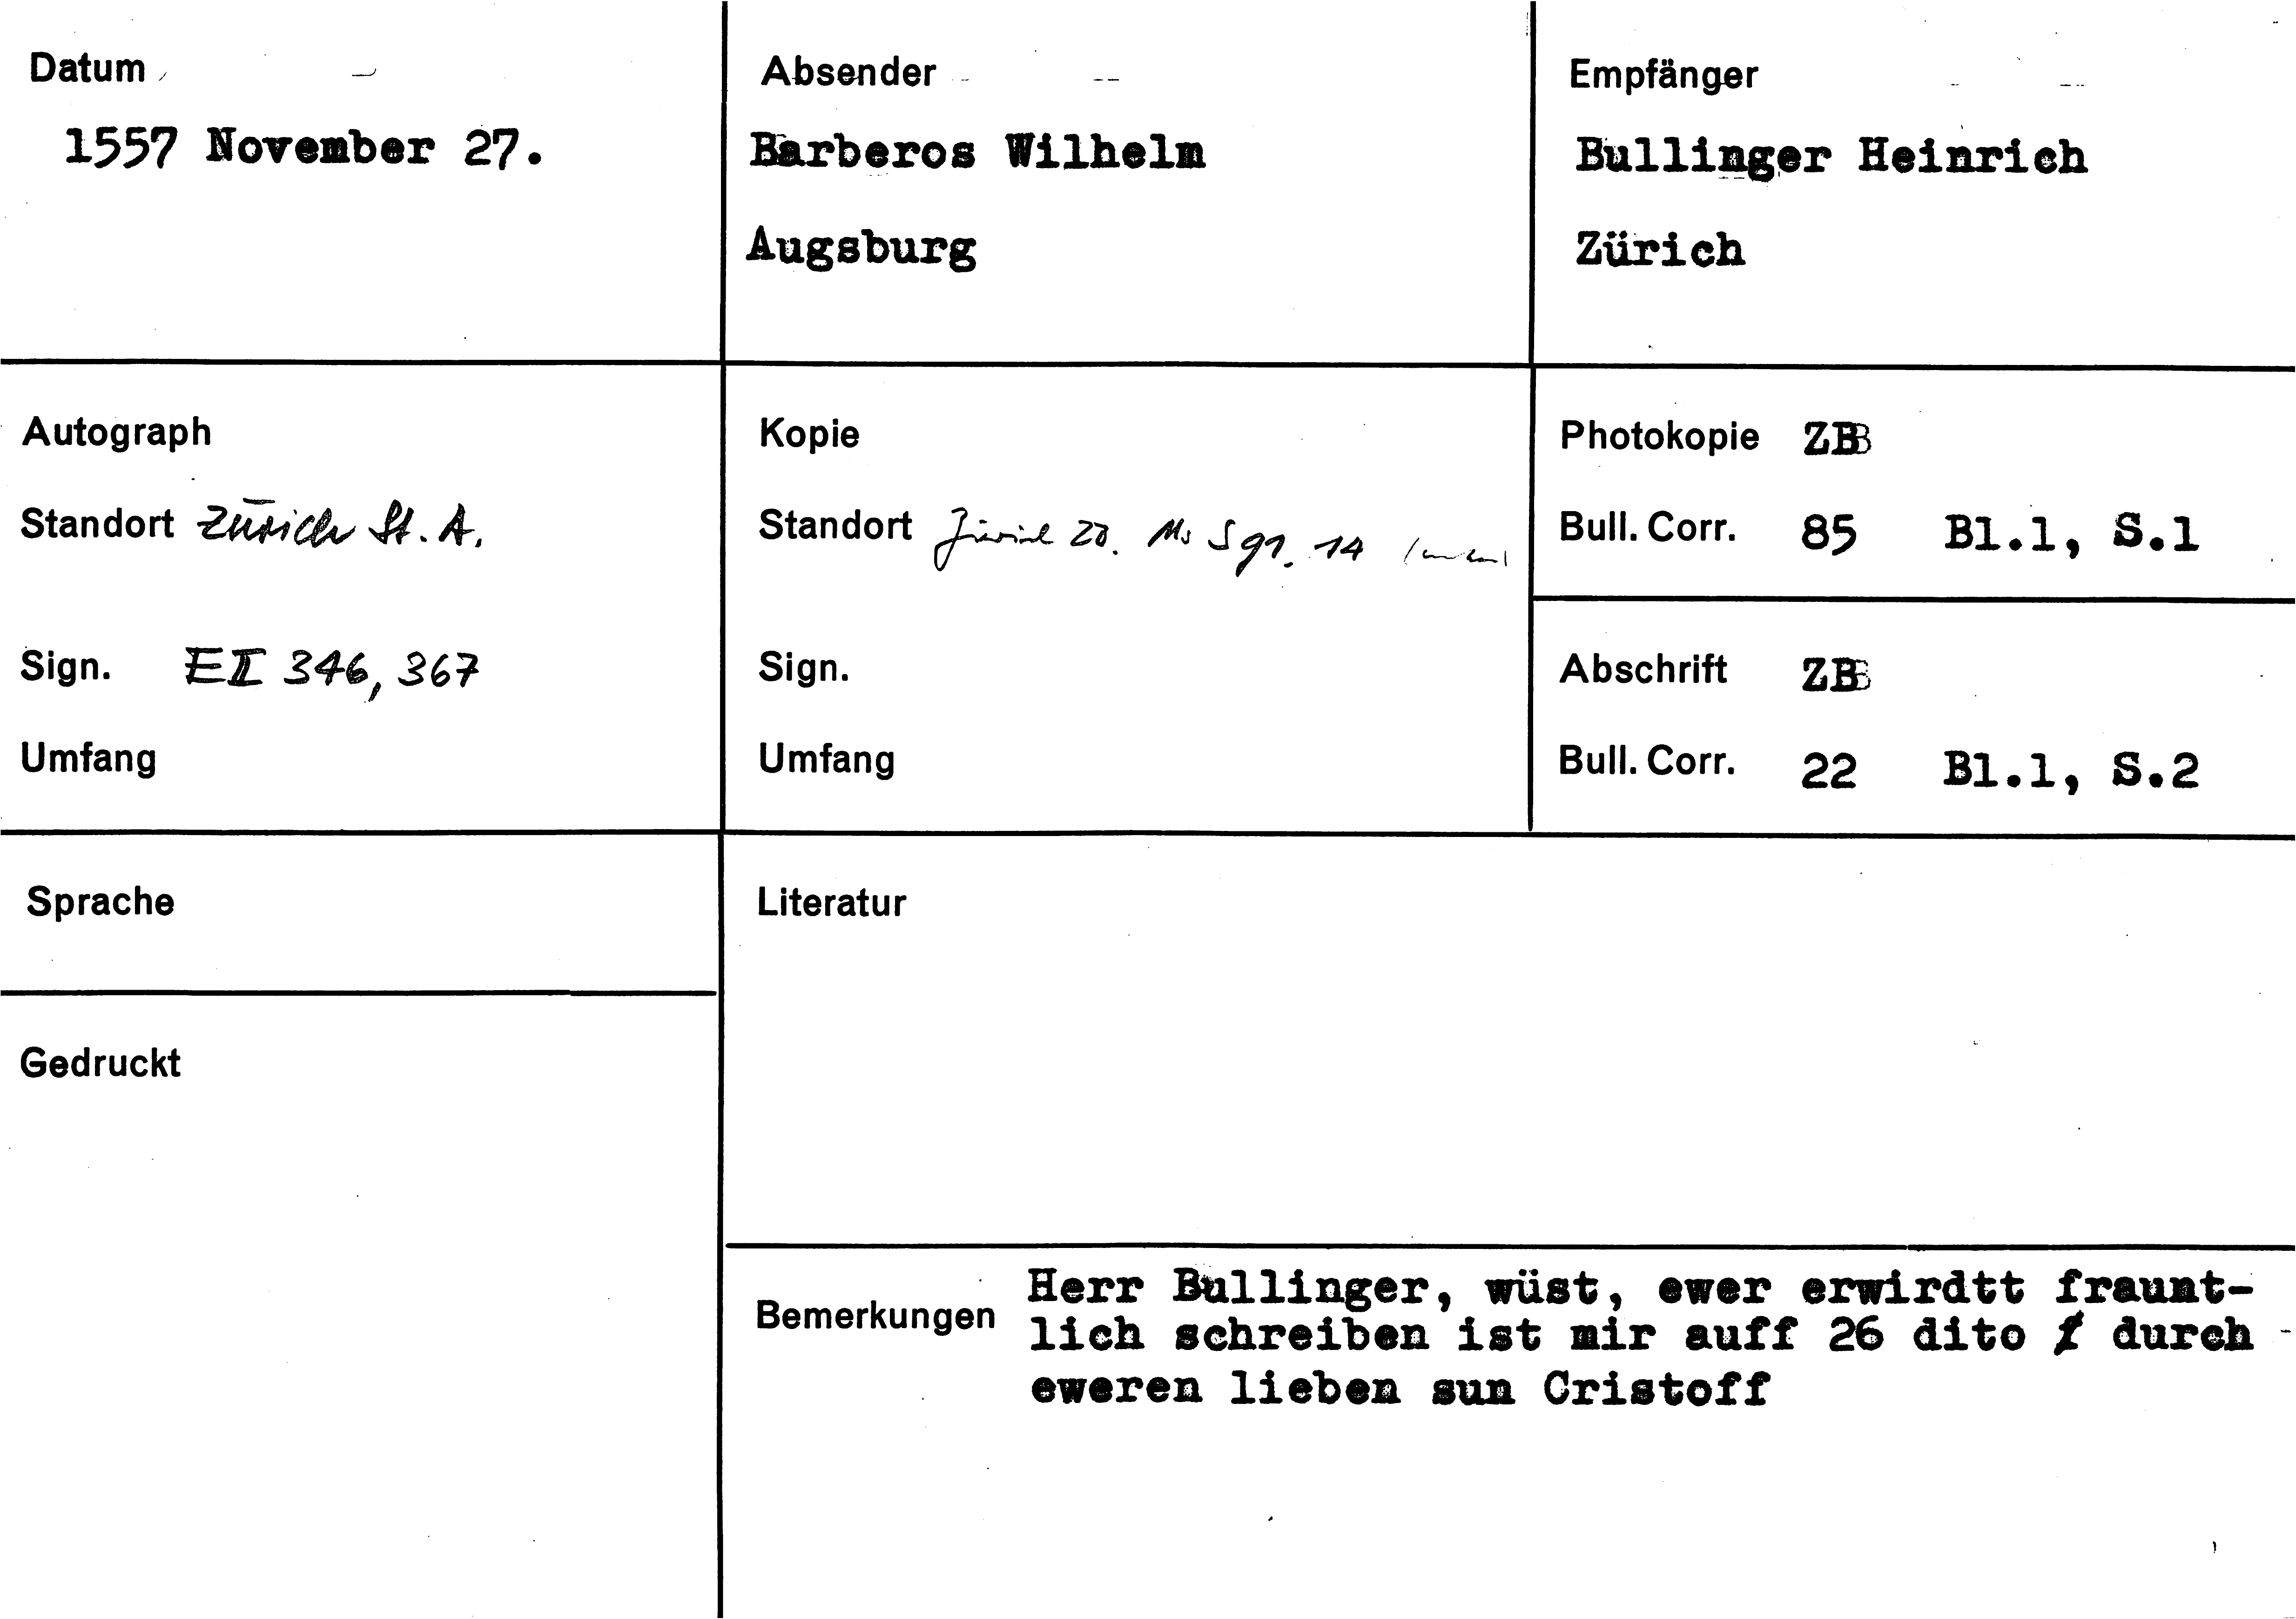 Datum
1557 November 27.
Absender
Barberos Wilhelm
Augsburg
Empfänger
Bullinger Heinrich
Zürich
Autograph
Standort Zürich St. A.
Sign. E II 346, 367
Umfang
Kopie
Standort Zürich ZB. Ms S 91. 14
Sign.
Umfang
Photokopie ZB
Bull. Corr. 85 Bl.1, S.1
Abschrift ZB
Bull. Corr. 22 Bl.1, S.2
Sprache
Gedruckt
Literatur
Bemerkungen
Herr Bullinger, wüst, ewer erwirdtt fraunt-
lich schreiben ist mir auff 26 dito durch
eweren lieben sun Cristoff